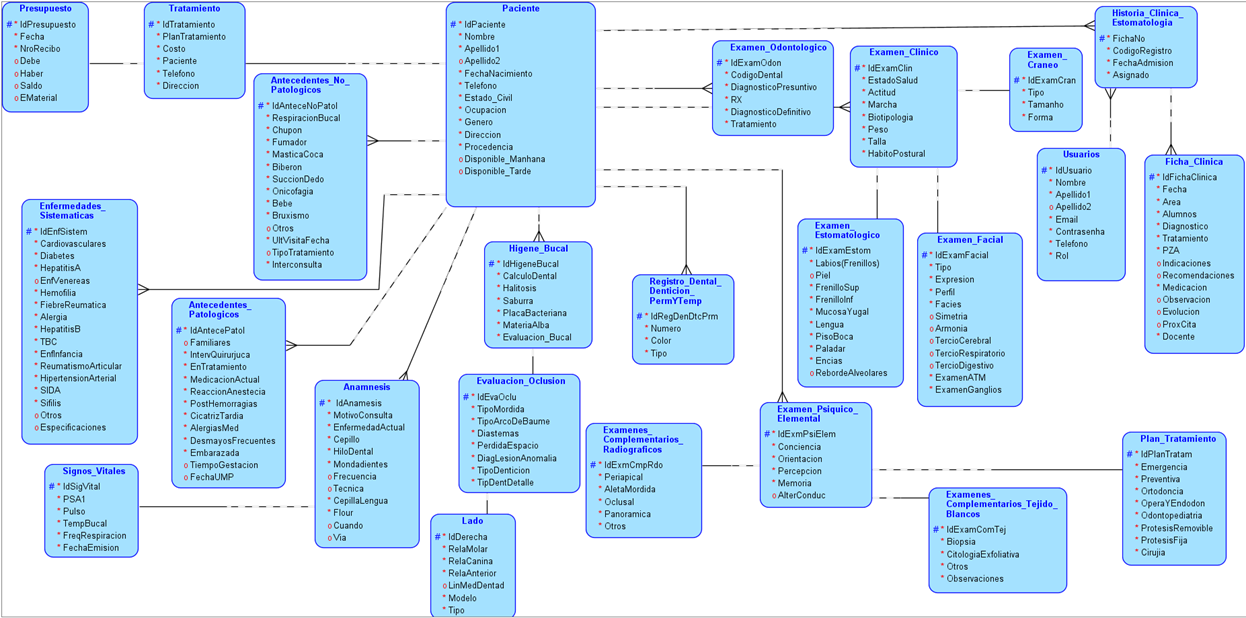 Presupuesto
# * IdPresupuesto
* Fecha
* NroRecibo
o Debe
o Haber
o Saldo
o EMaterial
Tratamiento
# * IdTratamiento
* PlanTratamiento
* Costo
* Paciente
* Telefono
* Direccion
Paciente
# * IdPaciente
* Nombre
* Apellido1
o Apellido2
* FechaNacimiento
* Telefono
* Estado_Civil
* Ocupacion
* Genero
* Direccion
* Procedencia
o Disponible_Manhana
o Disponible_Tarde
Antecedentes_No_
Patologicos
# * IdAnteceNoPatol
* RespiracionBucal
* Chupon
* Fumador
* MasticaCoca
* Biberon
* SuccionDedo
* Onicofagia
* Bebe
* Bruxismo
o Otros
* UltVisitaFecha
o TipoTratamiento
* Interconsulta
Examen_Odontologico
# * IdExamOdon
* CodigoDental
* DiagnosticoPresuntivo
* RX
* DiagnosticoDefinitivo
* Tratamiento
Examen_Clinico
# * IdExamClin
* EstadoSalud
* Actitud
* Marcha
* Biotipologia
* Peso
* Talla
* HabitoPostural
Examen_
Craneo
# * IdExamCran
* Tipo
* Tamanho
* Forma
Historia_Clinica_
Estomatologia
# * FichaNo
* CodigoRegistro
* FechaAdmision
* Asignado
Usuarios
# * IdUsuario
* Nombre
* Apellido1
o Apellido2
* Email
* Contrasenha
* Telefono
* Rol
Ficha_Clinica
# * IdFichaClinica
* Fecha
* Area
* Alumnos
* Diagnostico
* Tratamiento
* PZA
o Indicaciones
o Recomendaciones
* Medicacion
o Observacion
o Evolucion
o ProxCita
* Docente
Enfermedades_
Sistematicas
# * IdEnfSistem
* Cardiovasculares
* Diabetes
* HepatitisA
o EnfVenereas
* Hemofilia
* FiebreReumatica
* Alergia
* HepatitisB
* TBC
* EnfInfancia
* ReumatismoArticular
* HipertensionArterial
* SIDA
* Sifilis
o Otros
o Especificaciones
Antecedentes_
Patologicos
# * IdAntecePatol
o Familiares
* IntervQuirurjuca
* EnTratamiento
* MedicacionActual
* ReaccionAnestecia
* PostHemorragias
* CicatrizTardia
* AlergiasMed
* DesmayosFrecuentes
* Embarazada
o TiempoGestacion
o FechaUMP
Higene_Bucal
# * IdHigeneBucal
* CalculoDental
* Halitosis
* Saburra
* PlacaBacteriana
* MateriaAlba
* Evaluacion_Bucal
Registro_Dental_
Denticion_
PermYTemp
# * IdRegDenDtcPrm
* Numero
* Color
* Tipo
Examen_
Estomatologico
# * IdExamEstom
* Labios(Frenillos)
o Piel
* FrenilloSup
* FrenilloInf
* MucosaYugal
* Lengua
* PisoBoca
* Paladar
* Encias
o RebordeAlveolares
Examen_Facial
# * IdExamFacial
* Tipo
* Expresion
* Perfil
* Facies
o Simetria
o Armonia
o TercioCerebral
o TercioRespiratorio
o TercioDigestivo
* ExamenATM
* ExamenGanglios
Anamnesis
# * IdAnamesis
* MotivoConsulta
* EnfermedadActual
* Cepillo
* HiloDental
* Mondadientes
o Frecuencia
o Tecnica
* CepillaLengua
* Flour
o Cuando
o Via
Evaluacion_Oclusion
# * IdEvaOclu
* TipoMordida
* TipoArcoDeBaume
* Diastemas
* PerdidaEspacio
* DiagLesionAnomalia
* TipoDenticion
* TipDentDetalle
Signos_Vitales
# * IdSigVital
* PSA1
* Pulso
* TempBucal
* FreqRespiracion
* FechaEmision
Lado
# * IdDerecha
* RelaMolar
* RelaCanina
* RelaAnterior
o LinMedDentad
* Modelo
* Tipo
Examenes_
Complementarios_
Radiograficos
# * IdExmCmpRdo
* Periapical
* AletaMordida
* Oclusal
* Panoramica
* Otros
Examen_Psiquico_
Elemental
# * IdExmPsiElem
* Conciencia
* Orientacion
* Percepcion
* Memoria
o AlterConduc
Examenes_
Complementarios_Tejido_
Blancos
# * IdExamComTej
* Biopsia
* CitologiaExfoliativa
* Otros
* Observaciones
Plan_Tratamiento
# * IdPlanTratam
* Emergencia
* Preventiva
* Ortodoncia
* OperaYEndodon
* Odontopediatria
* ProtesisRemovible
* ProtesisFija
* Cirujia